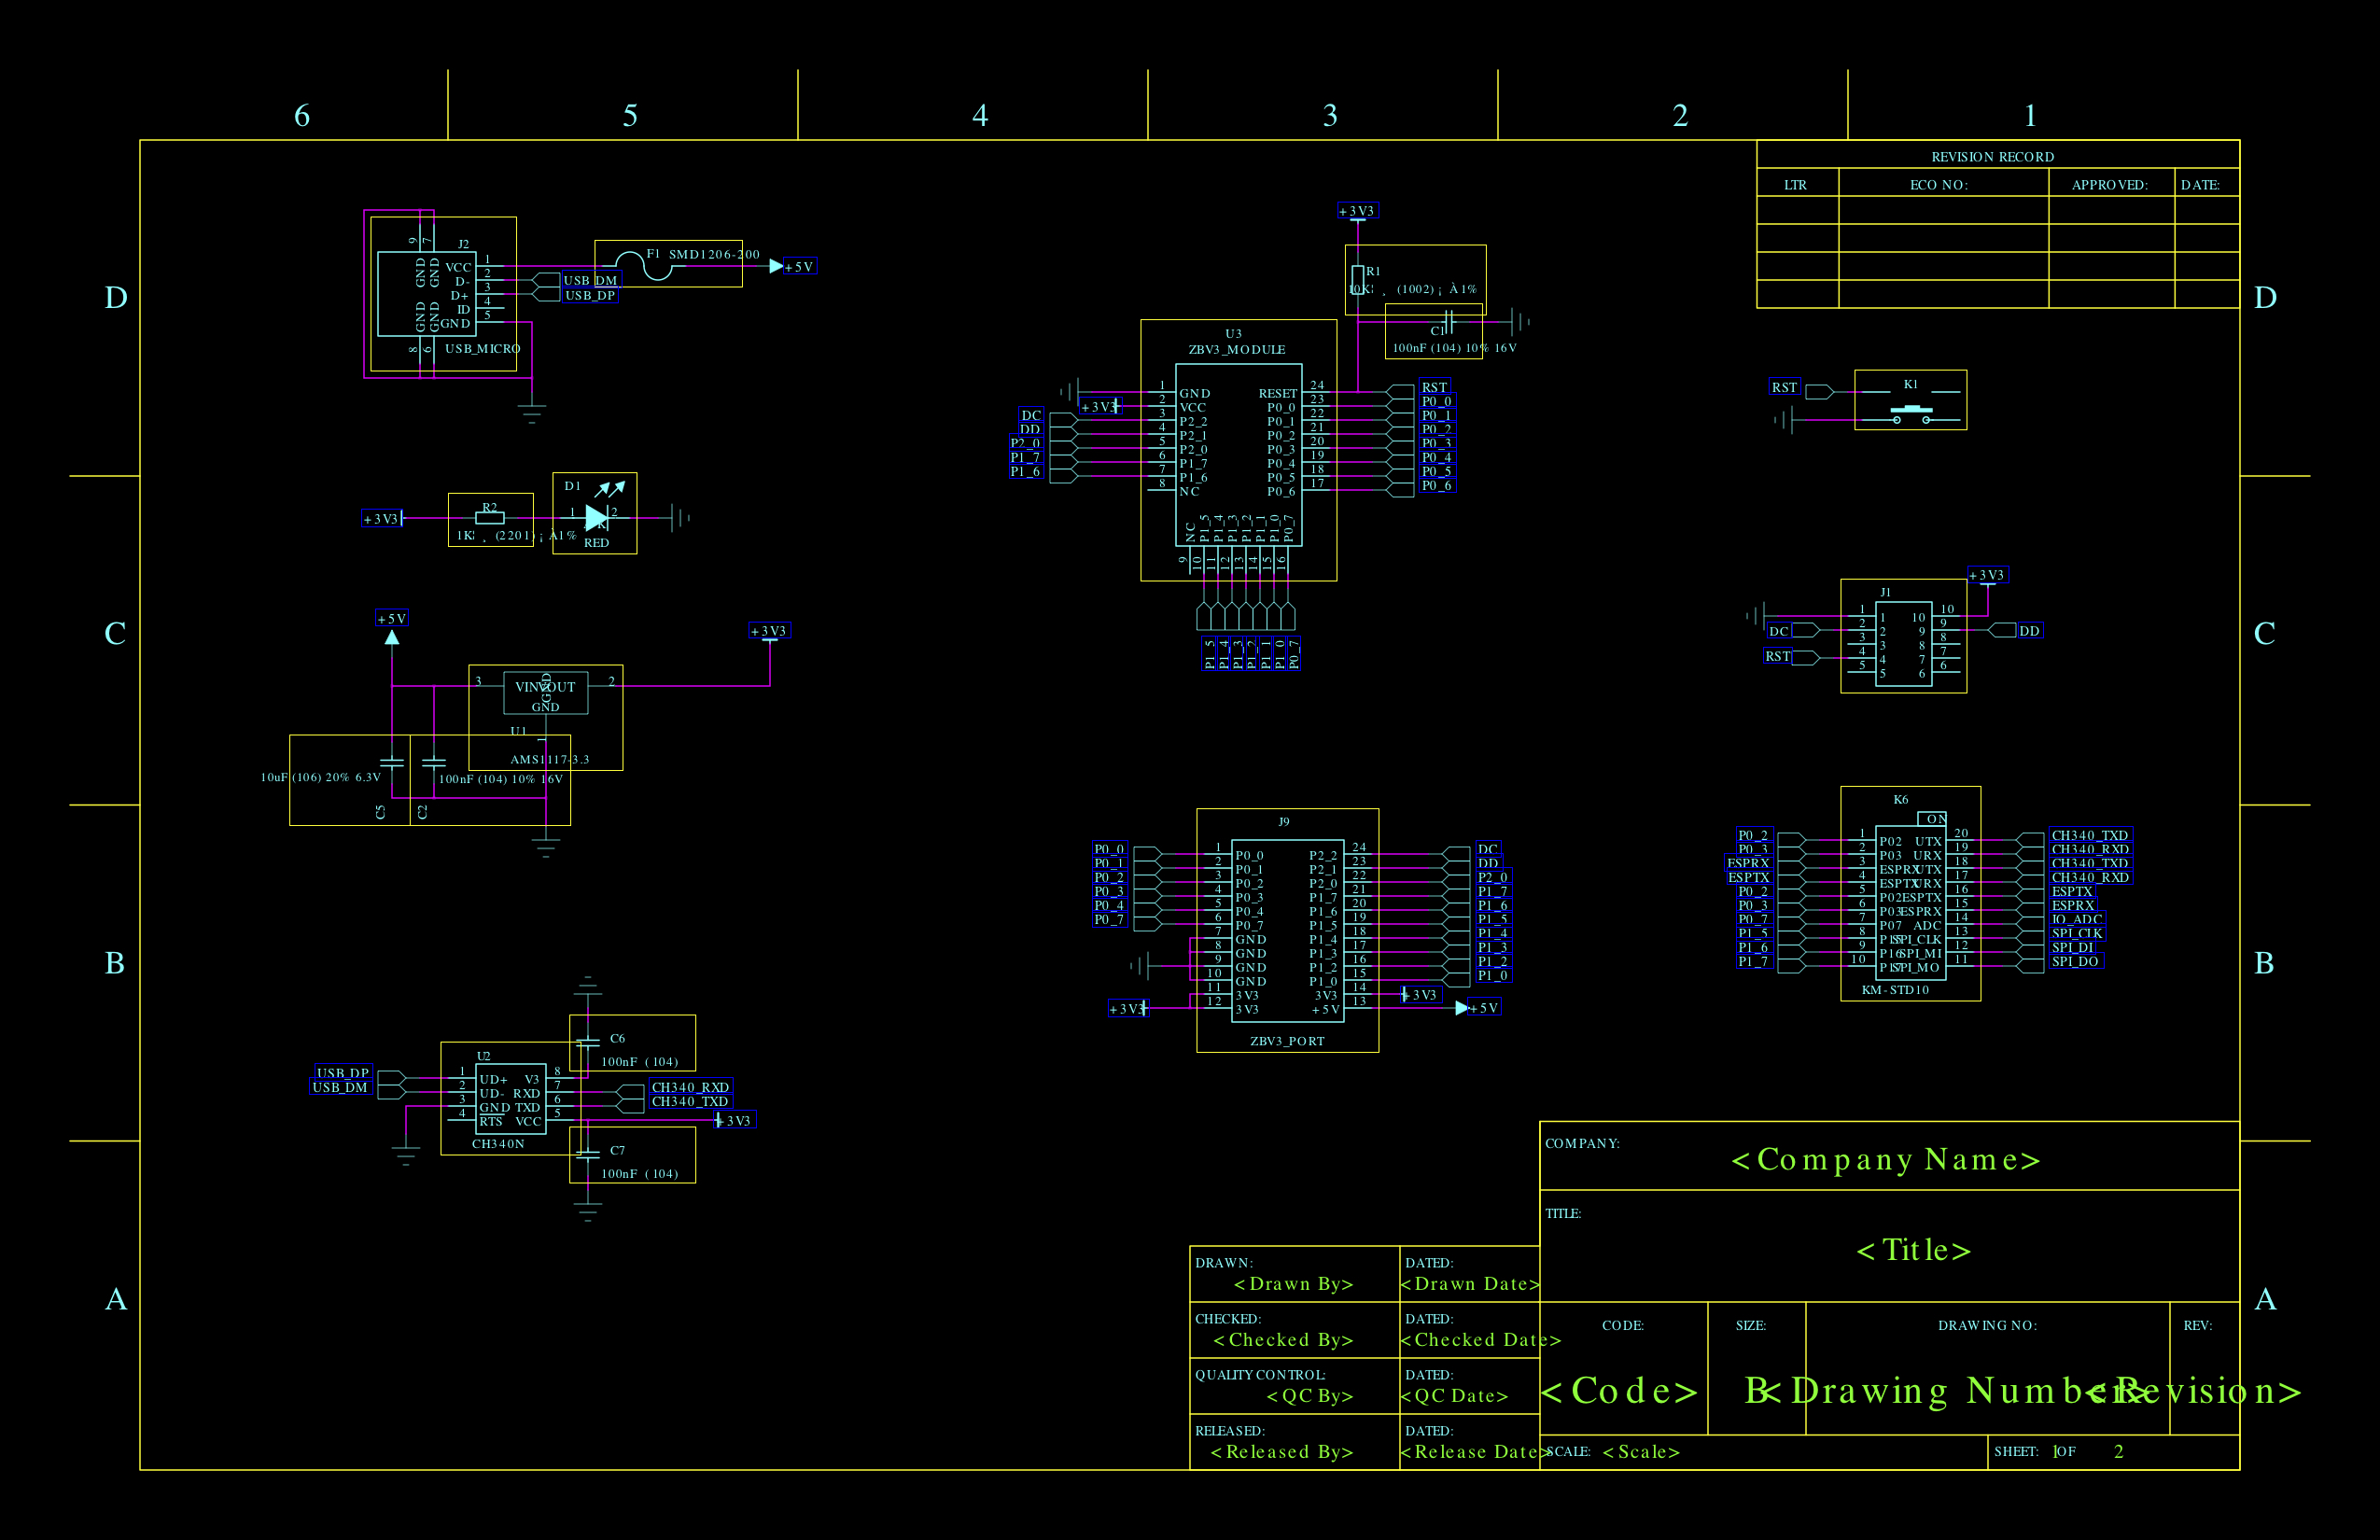 6 5 4 3 2 1
D D
C C
B B
A A
REVISION RECORD
LTR ECO NO: APPROVED: DATE:
J2
9 7
GND GND
VCC 1
D- 2
D+ 3
ID 4
GND 5
GND GND
8 6
USB_MICRO
USB_DM
USB_DP
F1 SMD1206-200
+5V
+3V3
R1
(1002) ¡ À1%
C1
100nF (104) 10% 16V
U3
ZBV3_MODULE
1 GND
+3V3 2 VCC
DC 3 P2_2
DD 4 P2_1
P2_0 5 P2_0
P1_7 6 P1_7
P1_6 7 P1_6
8 NC
RESET 24 RST
P0_0 23 P0_0
P0_1 22 P0_1
P0_2 21 P0_2
P0_3 20 P0_3
P0_4 19 P0_4
P0_5 18 P0_5
P0_6 17 P0_6
NC P1_5 P1_4 P1_3 P1_2 P1_1 P1_0 P0_7
9 10 11 12 13 14 15 16
P1_5 P1_4 P1_3 P1_2 P1_1 P1_0 P0_7
RST K1
+3V3 R2
1K¦ ¸ (2201) ¡ À1%
D1
1 2
RED
+3V3
J1
1 1 10 10
DC 2 2 9 9 DD
3 3 8 8
RST 4 4 7 7
5 5 6 6
+5V
+3V3
3 VIN VOUT 2
GND
GND
U1
1
AMS1117-3.3
10uF (106) 20% 6.3V
100nF (104) 10% 16V
C5 C2
J9
P0_0 1 P0_0 P2_2 24 DC
P0_1 2 P0_1 P2_1 23 DD
P0_2 3 P0_2 P2_0 22 P2_0
P0_3 4 P0_3 P1_7 21 P1_7
P0_4 5 P0_4 P1_6 20 P1_6
P0_7 6 P0_7 P1_5 19 P1_5
7 GND P1_4 18 P1_4
8 GND P1_3 17 P1_3
9 GND P1_2 16 P1_2
10 GND P1_0 15 P1_0
11 3V3 3V3 14 +3V3
+3V3 12 3V3 +5V 13 +5V
ZBV3_PORT
K6
ON
P0_2 1 P02 UTX 20 CH340_TXD
P0_3 2 P03 URX 19 CH340_RXD
ESPRX 3 ESPRX UTX 18 CH340_TXD
ESPTX 4 ESPTX URX 17 CH340_RXD
P0_2 5 P02 ESPTX 16 ESPTX
P0_3 6 P03 ESPRX 15 ESPRX
P0_7 7 P07 ADC 14 IO_ADC
P1_5 8 P15 SPI_CLK 13 SPI_CLK
P1_6 9 P16 SPI_MI 12 SPI_DI
P1_7 10 P17 SPI_MO 11 SPI_DO
KM-STD10
C6
100nF (104)
U2
USB_DP 1 UD+ V3 8
USB_DM 2 UD- RXD 7 CH340_RXD
3 GND TXD 6 CH340_TXD
4 RTS VCC 5 +3V3
CH340N
C7
100nF (104)
COMPANY: <Company Name>
TITLE:
<Title>
DRAWN: DATED:
<Drawn By> <Drawn Date>
CHECKED: DATED:
<Checked By> <Checked Date>
QUALITY CONTROL: DATED:
<QC By> <QC Date>
RELEASED: DATED:
<Released By> <Release Date>
CODE: SIZE: DRAWING NO: REV:
<Code> B <Drawing Number> <Revision>
SCALE: <Scale> SHEET: 1 OF 2